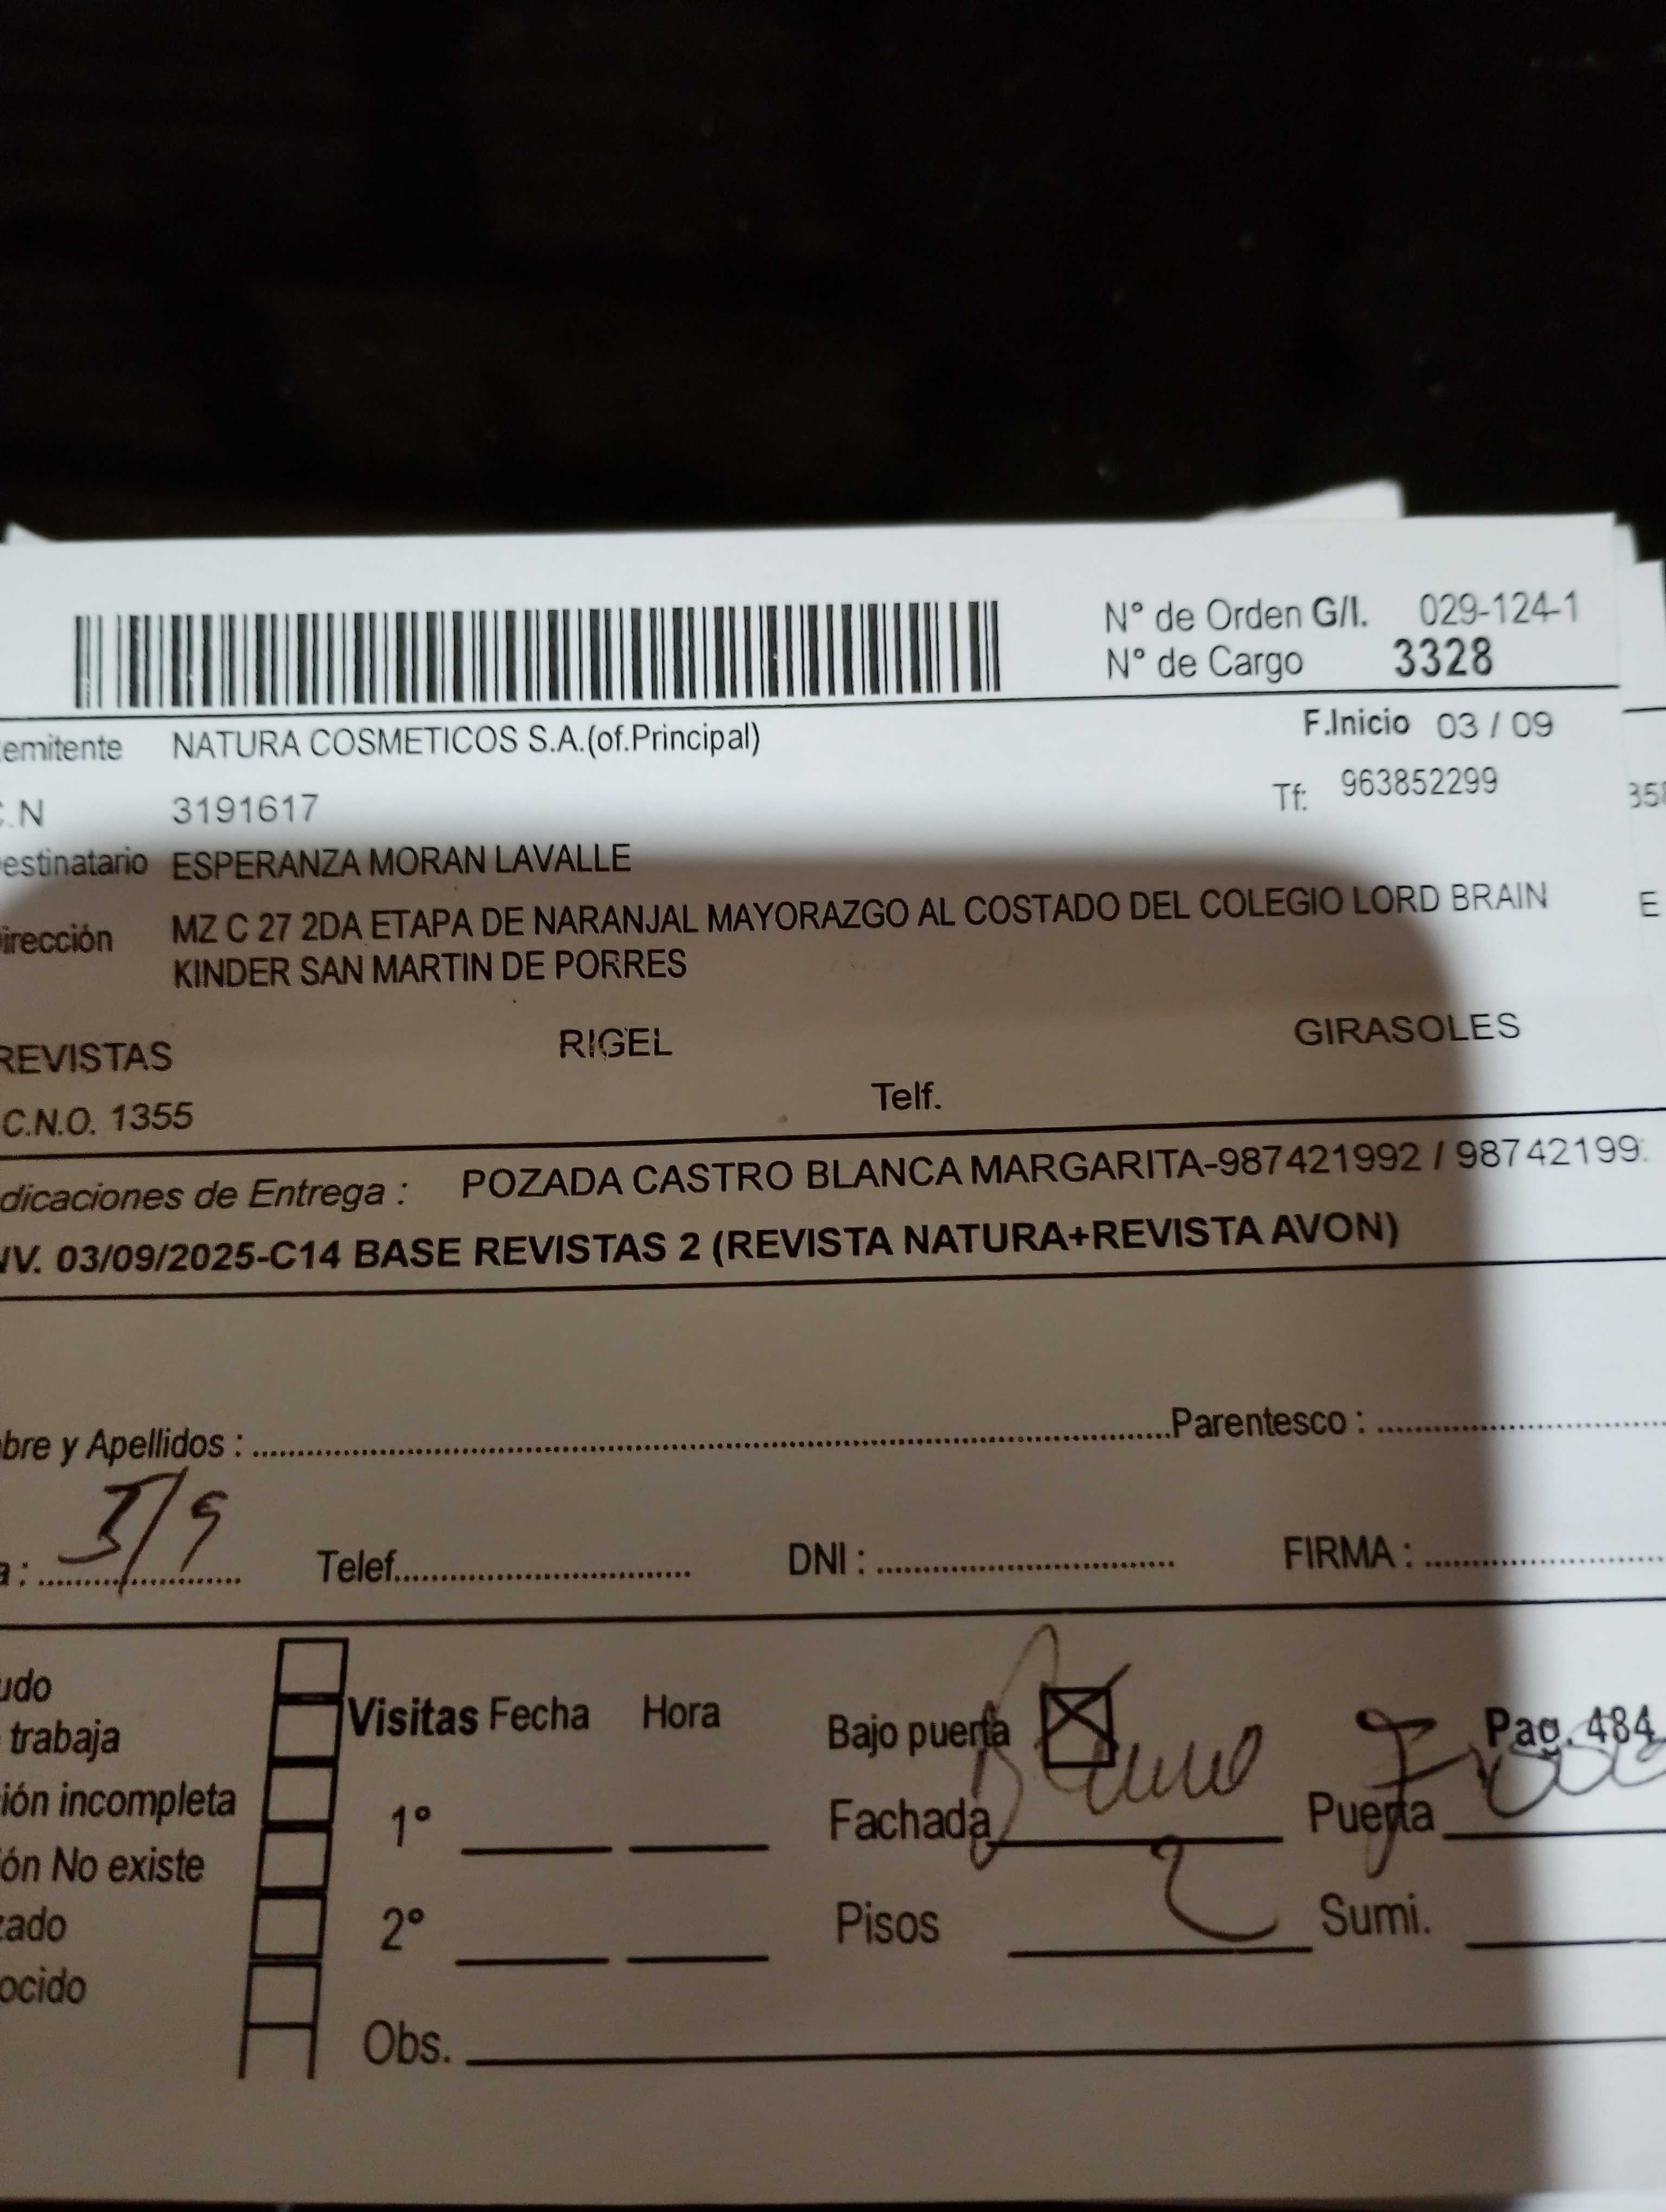 N° de Orden G/I. 029-124-1
N° de Cargo 3328
emitente NATURA COSMETICOS S.A.(of.Principal) F.Inicio 03 / 09
C.N 3191617 Tf: 963852299
estinatario ESPERANZA MORAN LAVALLE
irección MZ C 27 2DA ETAPA DE NARANJAL MAYORAZGO AL COSTADO DEL COLEGIO LORD BRAIN
KINDER SAN MARTIN DE PORRES
REVISTAS RIGEL GIRASOLES
C.N.O. 1355 Telf.
dicaciones de Entrega : POZADA CASTRO BLANCA MARGARITA-987421992 / 98742199
NV. 03/09/2025-C14 BASE REVISTAS 2 (REVISTA NATURA+REVISTA AVON)
bre y Apellidos : Parentesco :
a : 3/9 Telef. DNI : FIRMA :
udo
trabaja Visitas Fecha Hora Bajo puerta Pag. 484
ión incompleta 1° Fachada Puerta
ón No existe
zado 2° Pisos 2 Sumi.
ocido
Obs.